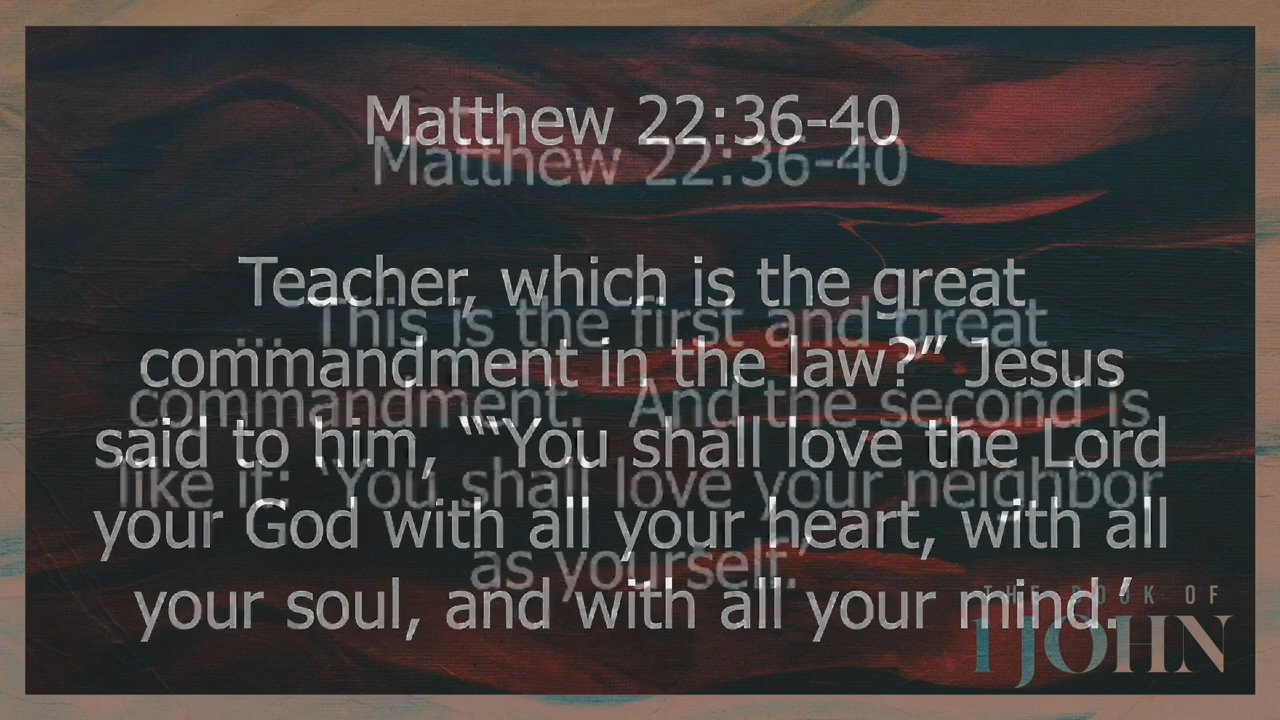 Matthew 22:36-40
Matthew 22:36-40
Teacher, which is the great
commandment in the law?” Jesus
said to him, “‘You shall love the Lord
your God with all your heart, with all
your soul, and with all your mind.’
... This is the first and great
commandment. And the second is
like it: ‘You shall love your neighbor
as yourself.’
THE BOOK OF
1 JOHN